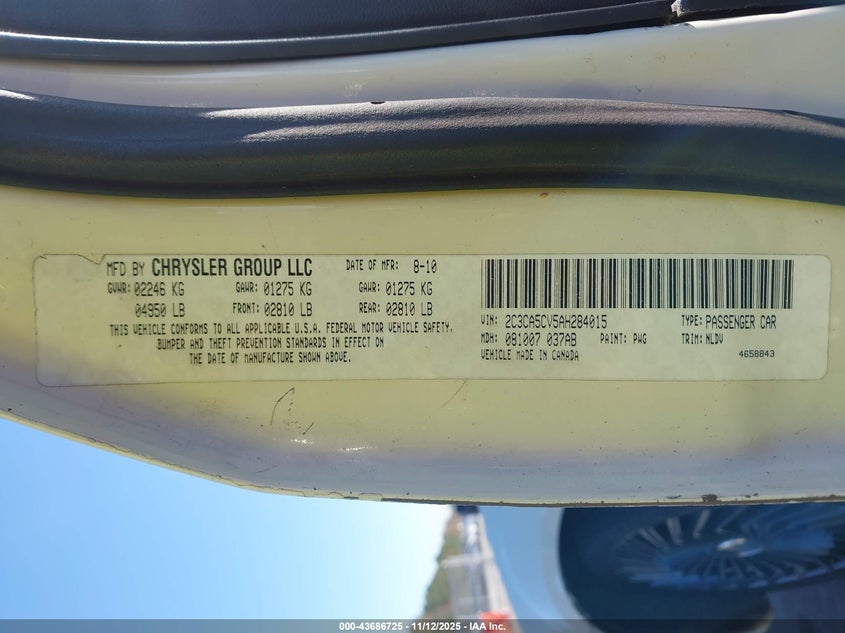 MFD BY CHRYSLER GROUP LLC DATE OF MFR: 8-10
GVWR: 02246 KG GAWR: 01275 KG GAWR: 01275 KG
04950 LB FRONT: 02810 LB REAR: 02810 LB
THIS VEHICLE CONFORMS TO ALL APPLICABLE U.S.A. FEDERAL MOTOR VEHICLE SAFETY,
BUMPER AND THEFT PREVENTION STANDARDS IN EFFECT ON
THE DATE OF MANUFACTURE SHOWN ABOVE.
VIN: 2C3CA5CV5AH284015 TYPE: PASSENGER CAR
MDH: 081007 037AB PAINT: PWG TRIM: NLDV
VEHICLE MADE IN CANADA 4658843
000-43686725 - 11/12/2025 - IAA Inc.